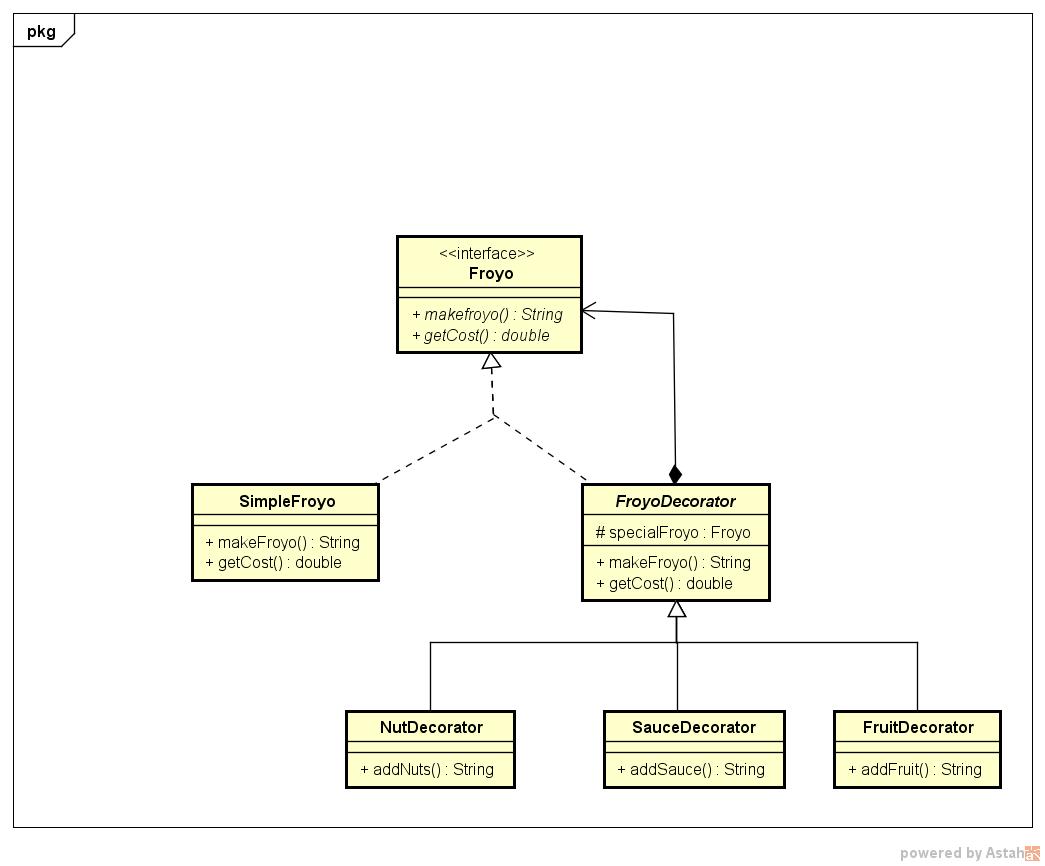 pkg
<<interface>>
Froyo
+ makefroyo() : String
+ getCost() : double
SimpleFroyo
+ makeFroyo() : String
+ getCost() : double
FroyoDecorator
# specialFroyo : Froyo
+ makeFroyo() : String
+ getCost() : double
NutDecorator
+ addNuts() : String
SauceDecorator
+ addSauce() : String
FruitDecorator
+ addFruit() : String
powered by Astah